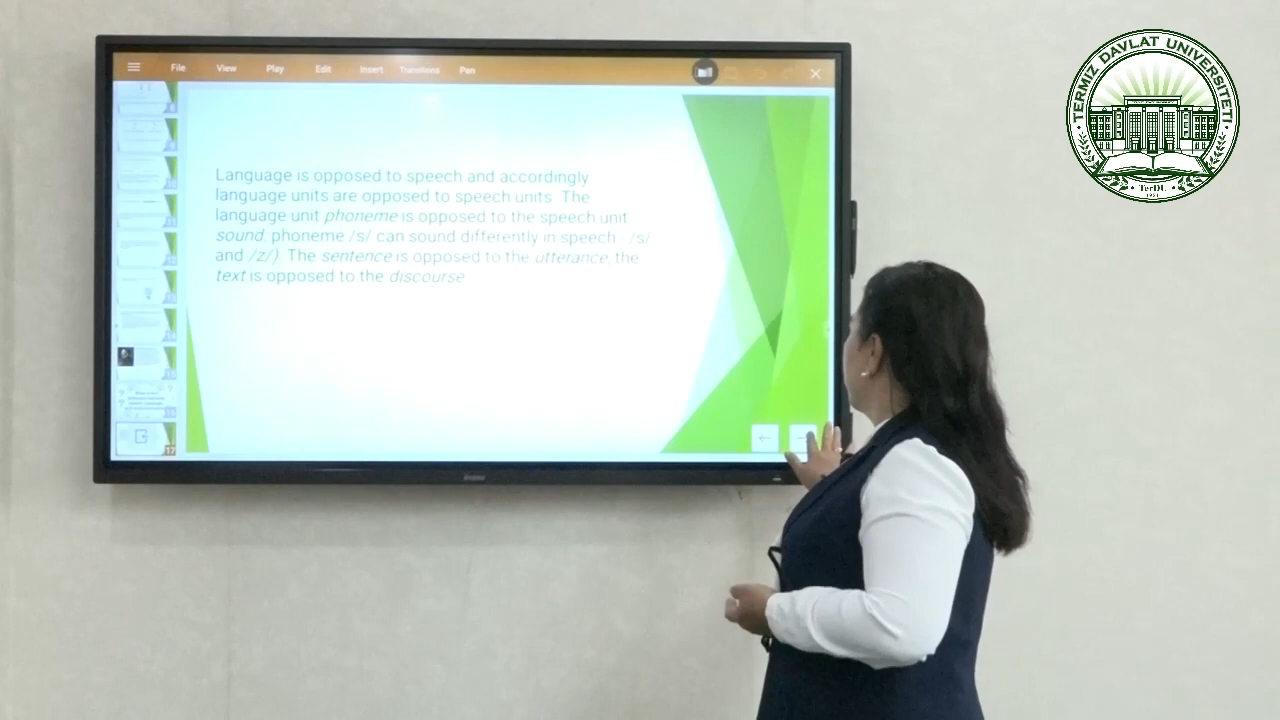 File View Play Edit Insert Transitions Pen
Language is opposed to speech and accordingly
language units are opposed to speech units. The
language unit phoneme is opposed to the speech unit
sound: phoneme /s/ can sound differently in speech - /s/
and /z/). The sentence is opposed to the utterance; the
text is opposed to the discourse
17
TERMIZ DAVLAT UNIVERSITETI
TerDU